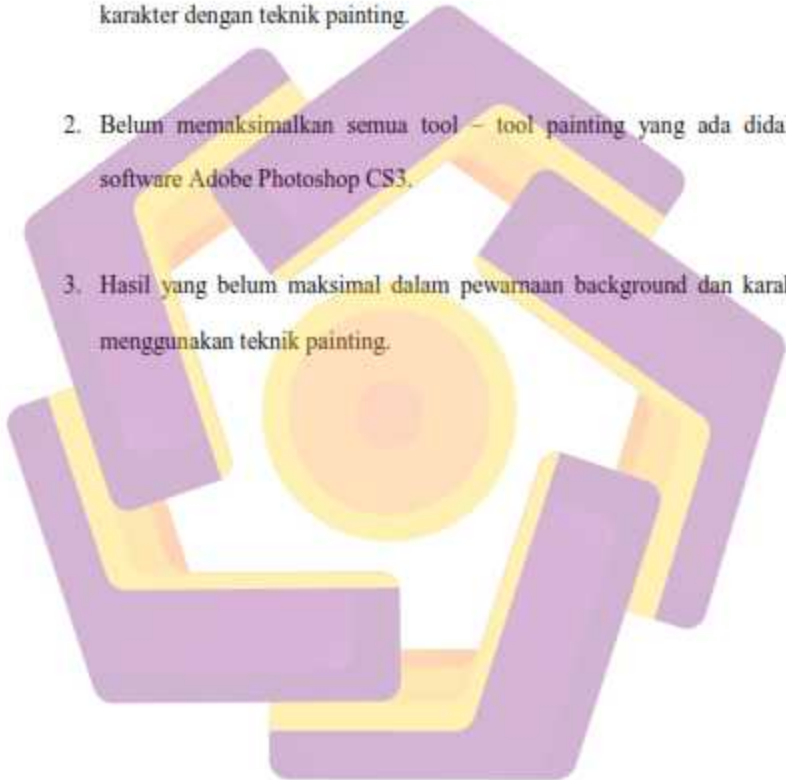 karakter dengan teknik painting.
2. Belum memaksimalkan semua tool – tool painting yang ada dida
software Adobe Photoshop CS3.
3. Hasil yang belum maksimal dalam pewarnaan background dan kara
menggunakan teknik painting.